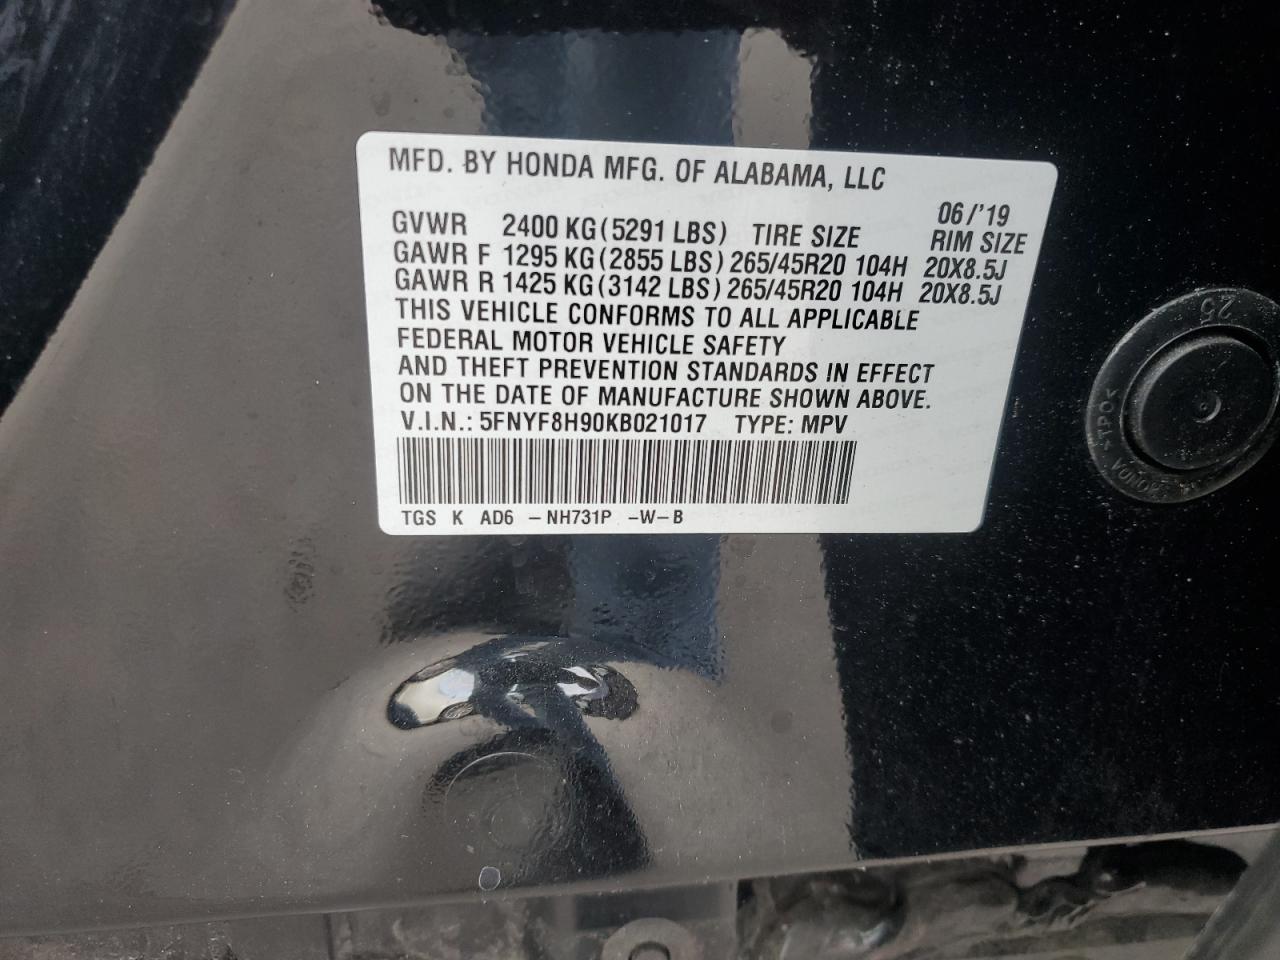 MFD. BY HONDA MFG. OF ALABAMA, LLC
06/'19
GVWR 2400 KG (5291 LBS) TIRE SIZE RIM SIZE
GAWR F 1295 KG (2855 LBS) 265/45R20 104H 20X8.5J
GAWR R 1425 KG (3142 LBS) 265/45R20 104H 20X8.5J
THIS VEHICLE CONFORMS TO ALL APPLICABLE
FEDERAL MOTOR VEHICLE SAFETY
AND THEFT PREVENTION STANDARDS IN EFFECT
ON THE DATE OF MANUFACTURE SHOWN ABOVE.
V.I.N.: 5FNYF8H90KB021017 TYPE: MPV
TGS K AD6 -NH731P -W-B
25